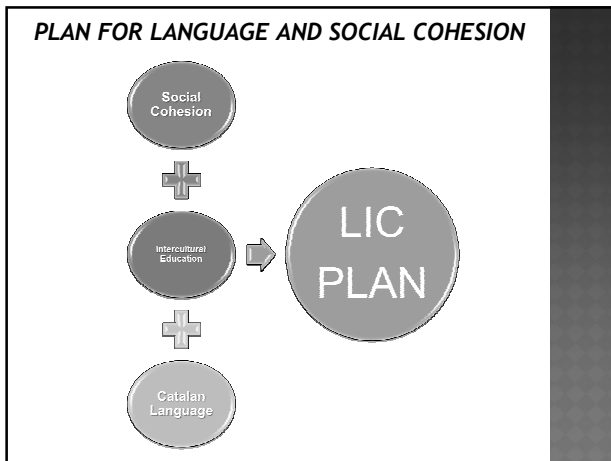 PLAN FOR LANGUAGE AND SOCIAL COHESION
Social
Cohesion
Intercultural
Education
LIC
PLAN
Catalan
Language